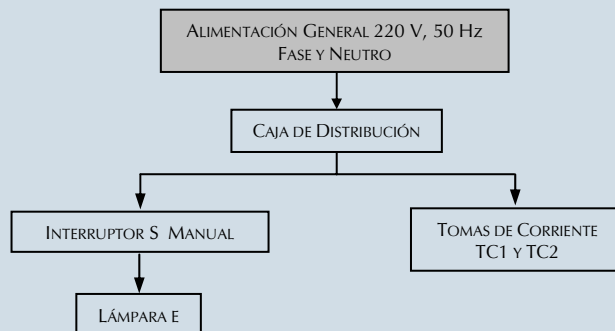 Alimentación General 220 V, 50 Hz
Fase y Neutro
Caja de Distribución
Interruptor S Manual
Tomas de Corriente
TC1 y TC2
Lámpara E